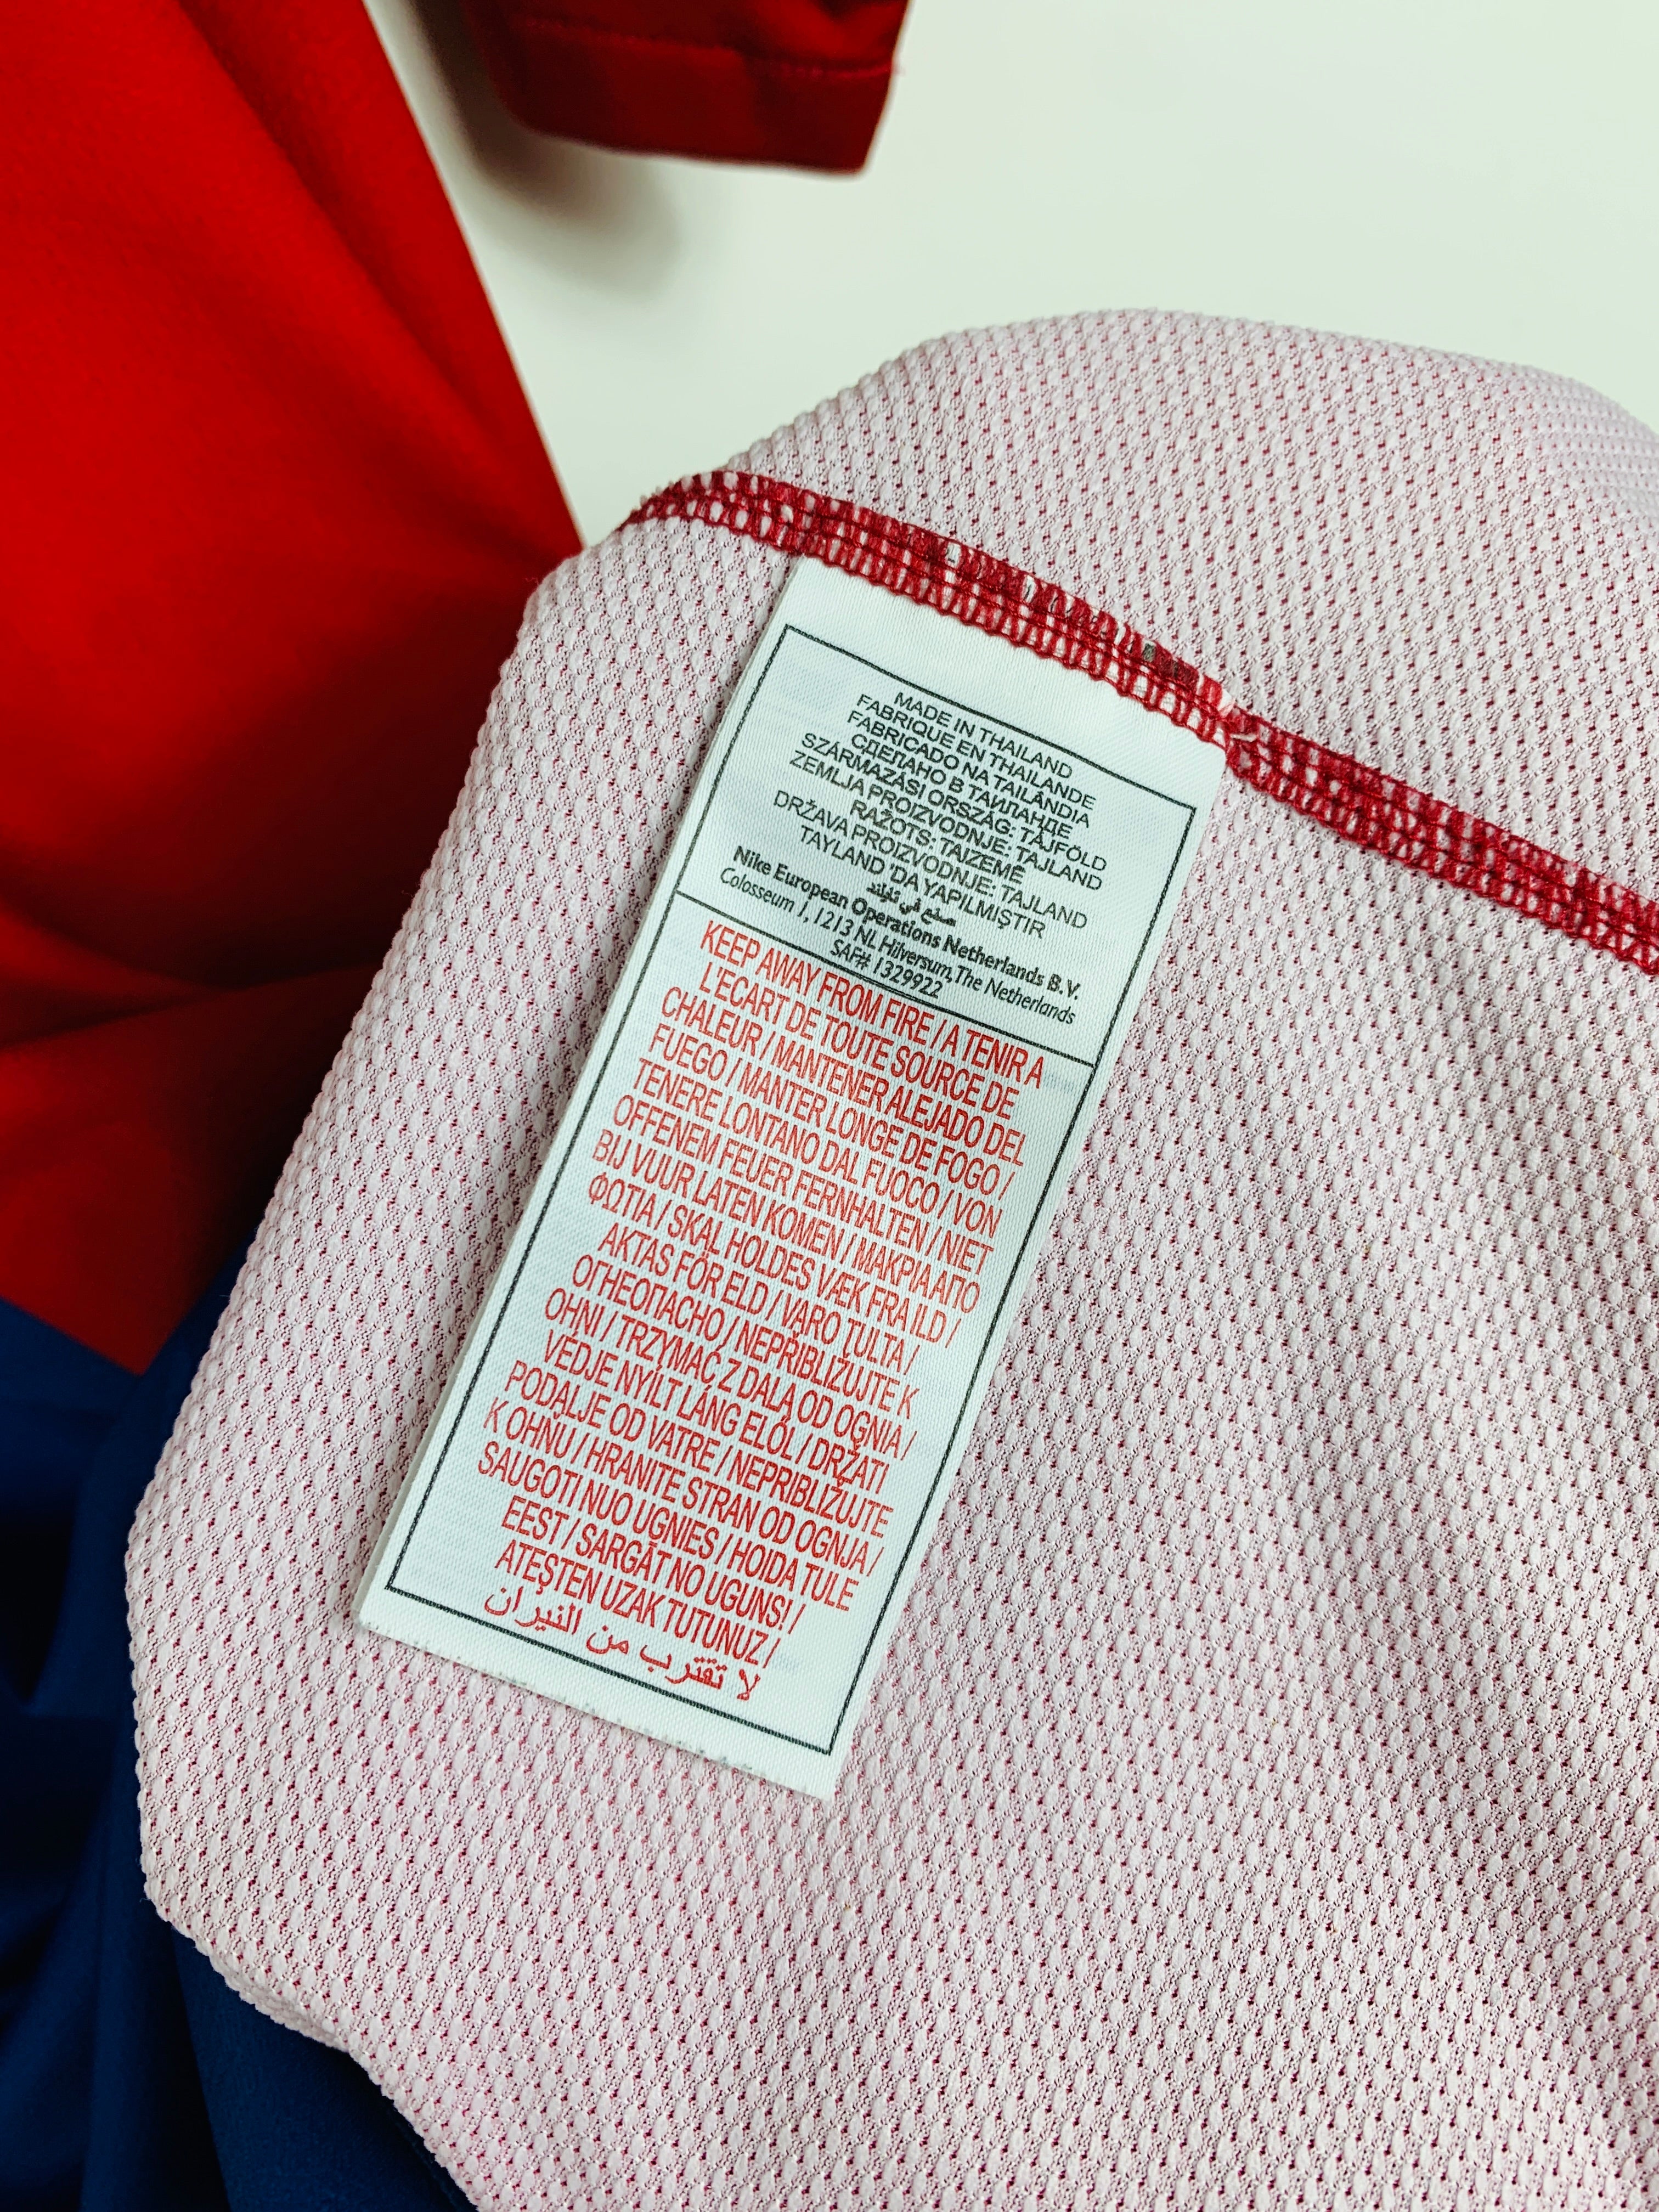 MADE IN THAILAND
FABRIQUE EN THAILANDE
FABRICADO NA TAILÂNDIA
СДЕЛАНО В ТАИЛАНДЕ
SZÁRMAZÁSI ORSZÁG: TÁJFÖLD
ZEMLJA PROIZVODNJE: TAJLAND
RAŽOTS: TAIZEMĒ
DRŽAVA PROIZVODNJE: TAJLAND
TAYLAND 'DA YAPILMIŞTIR
صنع في تايلند
Nike European Operations Netherlands B.V.
Colosseum 1, 1213 NL Hilversum, The Netherlands
SAF# 1329922
KEEP AWAY FROM FIRE / A TENIR A
L'ECART DE TOUTE SOURCE DE
CHALEUR / MANTENER ALEJADO DEL
FUEGO / MANTER LONGE DE FOGO /
TENERE LONTANO DAL FUOCO / VON
OFFENEM FEUER FERNHALTEN / NIET
BIJ VUUR LATEN KOMEN / ΜΑΚΡΙΑ ΑΠΟ
ΦΩΤΙΑ / SKAL HOLDES VÆK FRA ILD /
AKTAS FÖR ELD / VARO TULTA /
ОГНЕОПАСНО / NEPŘIBLIŽUJTE K
OHNI / TRZYMAĆ Z DALA OD OGNIA /
VÉDJE NYÍLT LÁNG ELŐL / DRŽATI
PODALJE OD VATRE / NEPRIBLIŽUJTE
K OHŇU / HRANITE STRAN OD OGNJA /
SAUGOTI NUO UGNIES / HOIDA TULE
EEST / SARGĀT NO UGUNS! /
ATEŞTEN UZAK TUTUNUZ /
لا تقترب من النيران